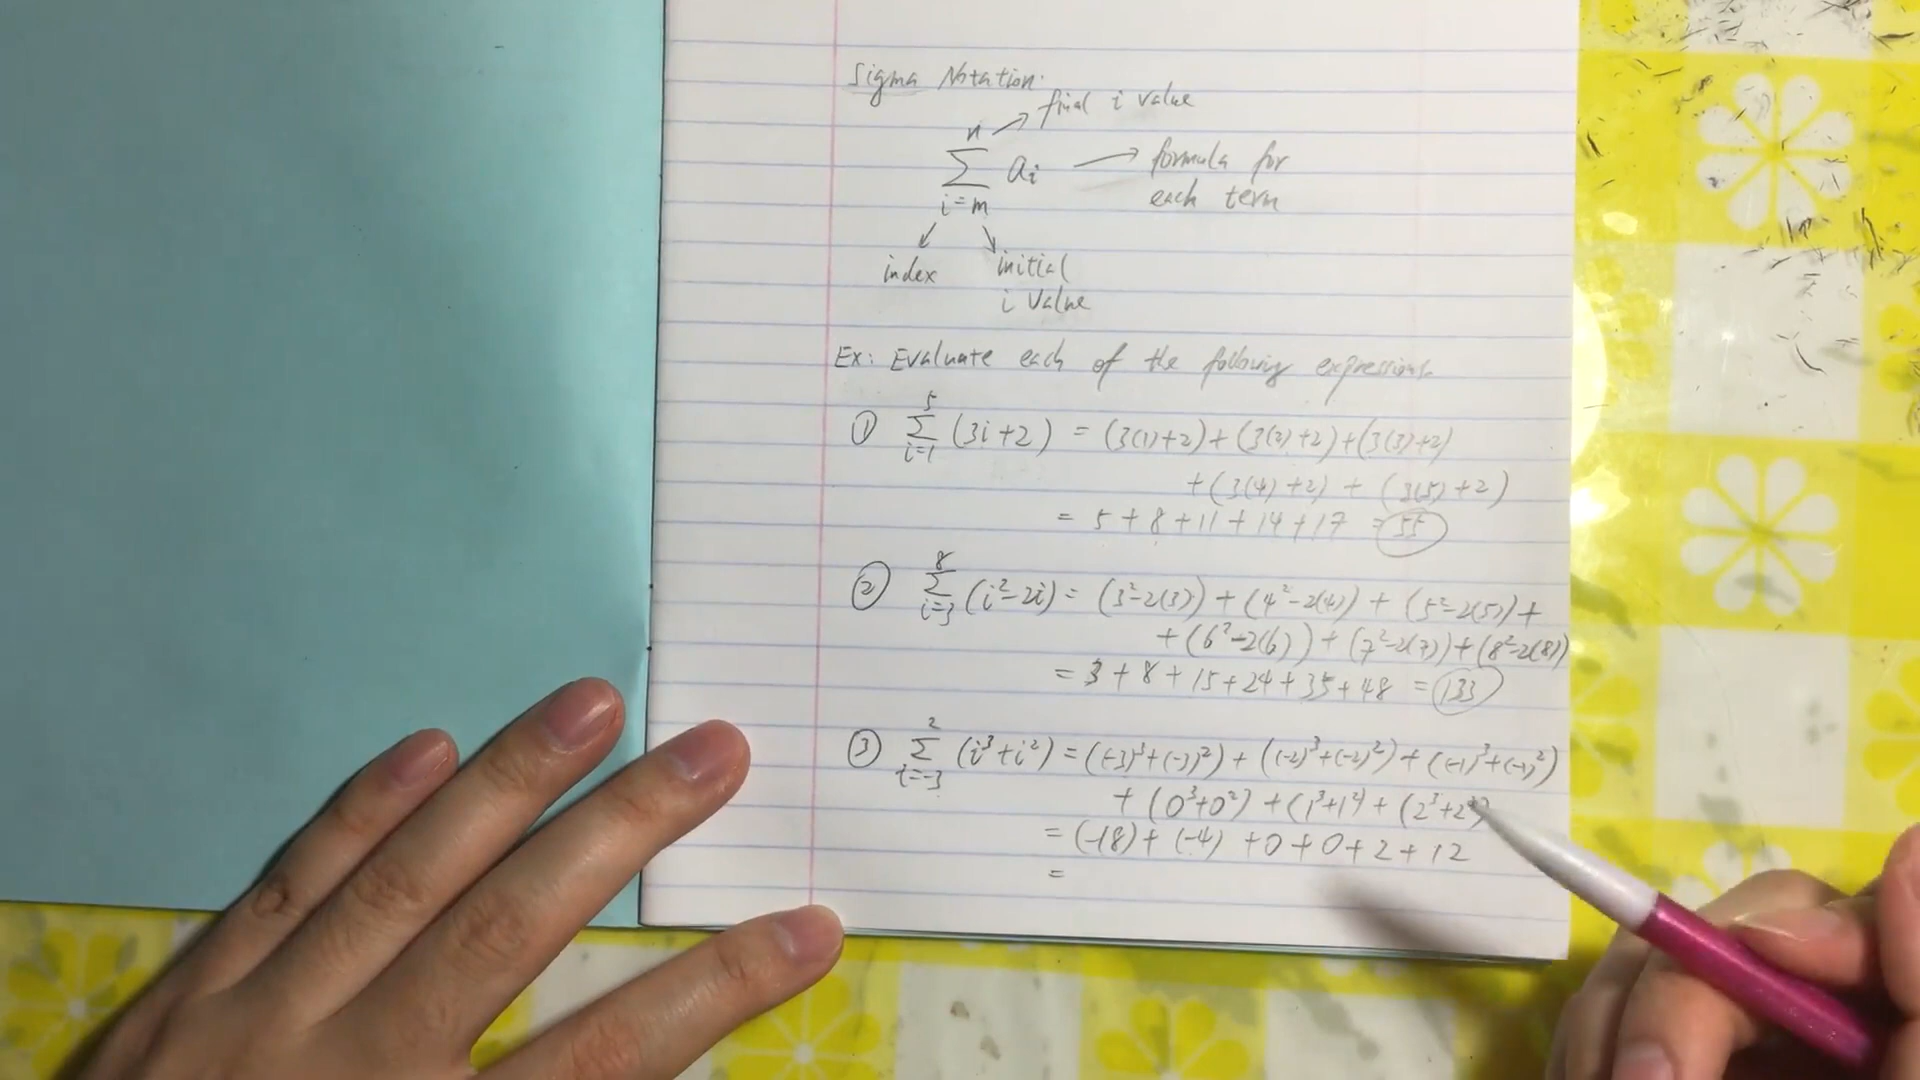 Sigma Notation:
n → final i value
∑ aᵢ → formula for
each term
i=m
index initial
i value
Ex: Evaluate each of the following expressions.
① 5 ∑ i=1 (3i+2) = (3(1)+2)+(3(2)+2)+(3(3)+2)
+(3(4)+2) + (3(5)+2)
= 5+8+11+14+17 = 55
② 8 ∑ i=3 (i²-2i) = (3²-2(3)) + (4²-2(4)) + (5²-2(5)) +
+(6²-2(6)) + (7²-2(7)) + (8²-2(8))
= 3+8+15+24+35+48 = 133
③ 2 ∑ i=-3 (i³+i²) = ((-3)³+(-3)²) + ((-2)³+(-2)²) + ((-1)³+(-1)²)
+ (0³+0²) + (1³+1²) + (2³+2²)
= (-18)+(-4)+0+0+2+12
=